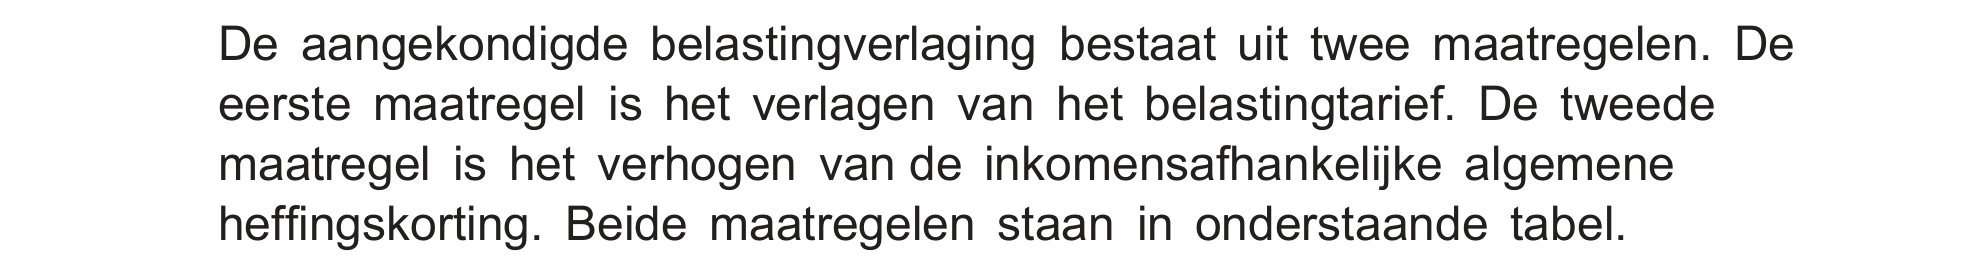 De aangekondigde belastingverlaging bestaat uit twee maatregelen. De
eerste maatregel is het verlagen van het belastingtarief. De tweede
maatregel is het verhogen van de inkomensafhankelijke algemene
heffingskorting. Beide maatregelen staan in onderstaande tabel.